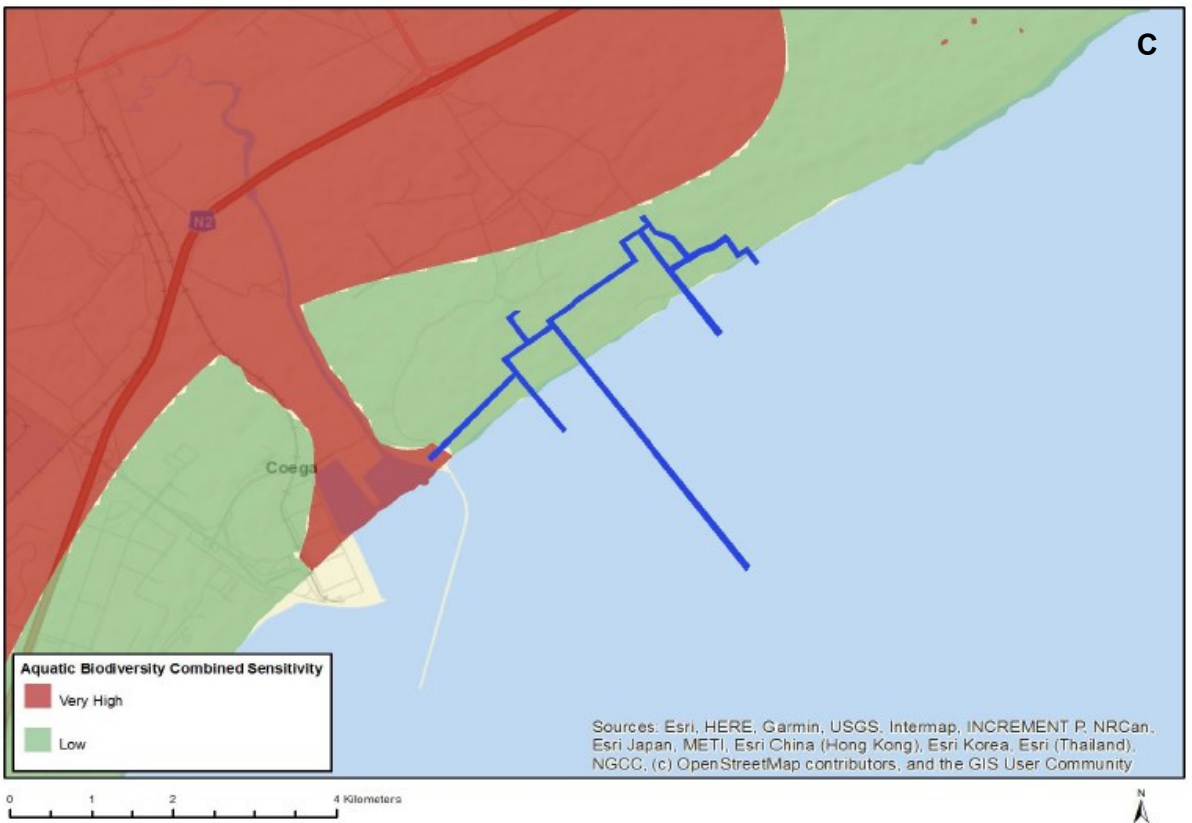 C
N2
Coega
Aquatic Biodiversity Combined Sensitivity
Very High
Low
Sources: Esri, HERE, Garmin, USGS, Intermap, INCREMENT P, NRCan,
Esri Japan, METI, Esri China (Hong Kong), Esri Korea, Esri (Thailand),
NGCC, (c) OpenStreetMap contributors, and the GIS User Community
0 1 2 4 Kilometers
N